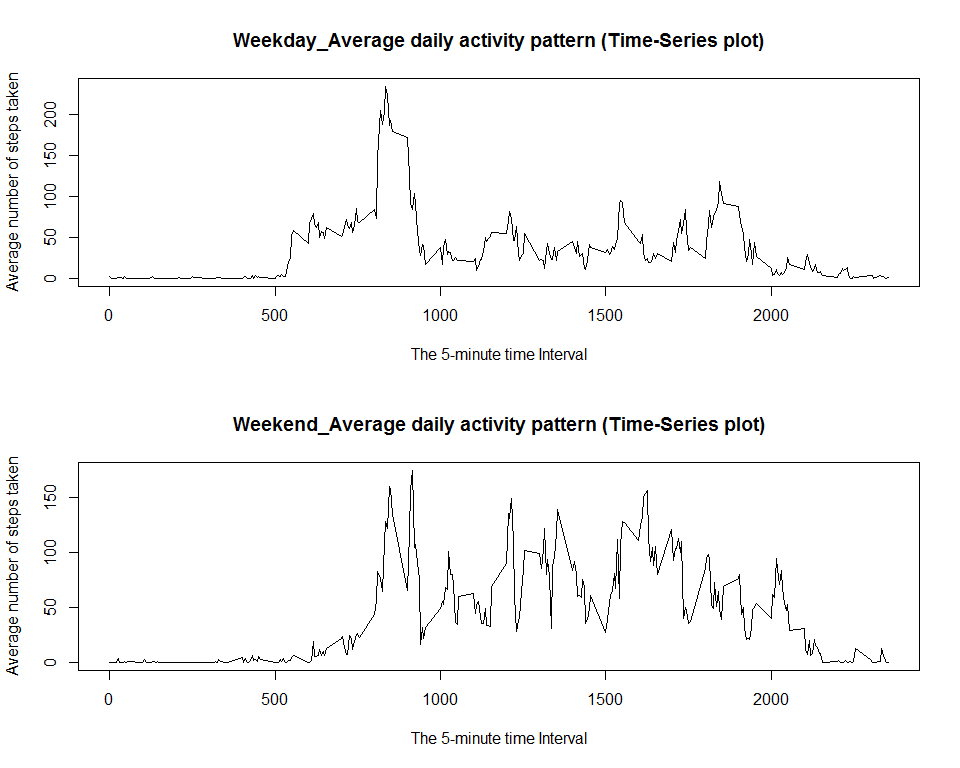 Weekday_Average daily activity pattern (Time-Series plot)
Average number of steps taken
200
150
100
50
0
0 500 1000 1500 2000
The 5-minute time Interval
Weekend_Average daily activity pattern (Time-Series plot)
Average number of steps taken
150
100
50
0
0 500 1000 1500 2000
The 5-minute time Interval